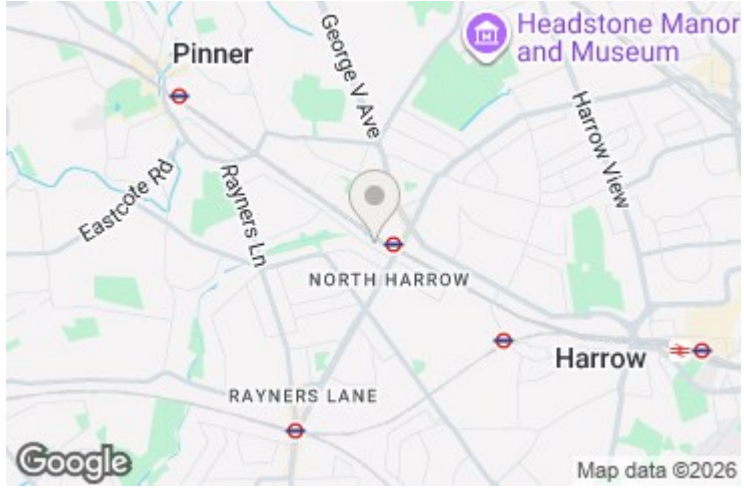 Headstone Manor
and Museum
Pinner
George V Ave
Harrow View
Eastcote Rd
Rayners Ln
NORTH HARROW
Harrow
RAYNERS LANE
Google
Map data ©2026